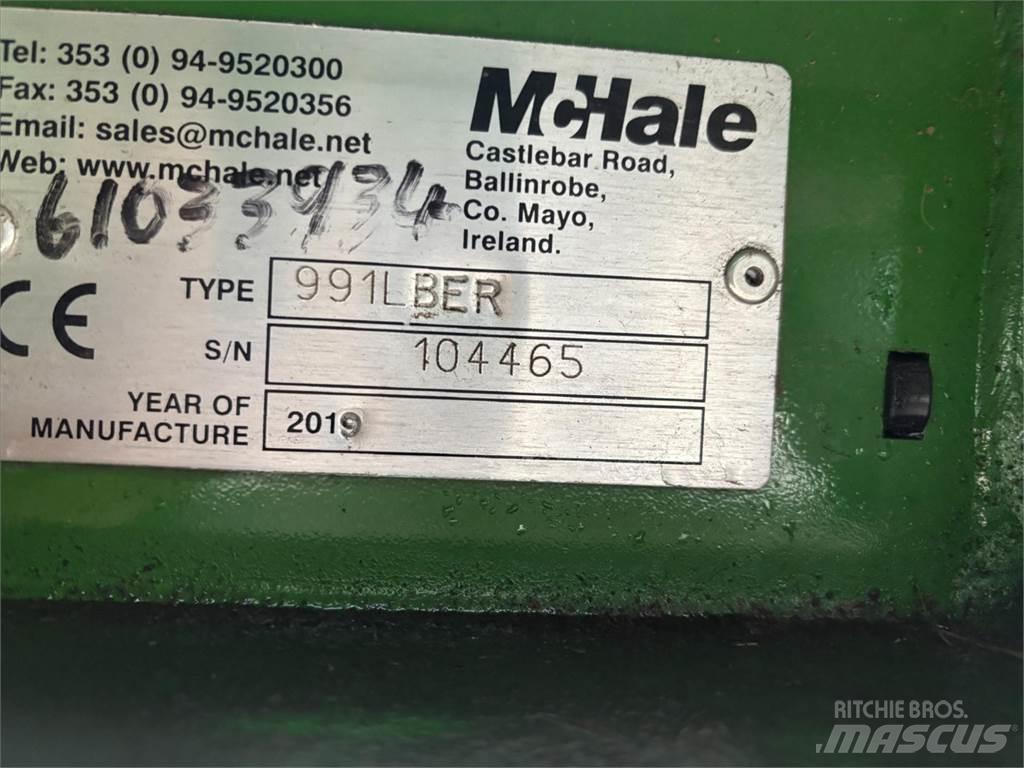 Tel: 353 (0) 94-9520300
Fax: 353 (0) 94-9520356
Email: sales@mchale.net
Web: www.mchale.net
61033934
McHale
Castlebar Road,
Ballinrobe,
Co. Mayo,
Ireland.
CE
TYPE 991LBER
S/N 104465
YEAR OF
MANUFACTURE 2019
RITCHIE BROS.
MASCUS